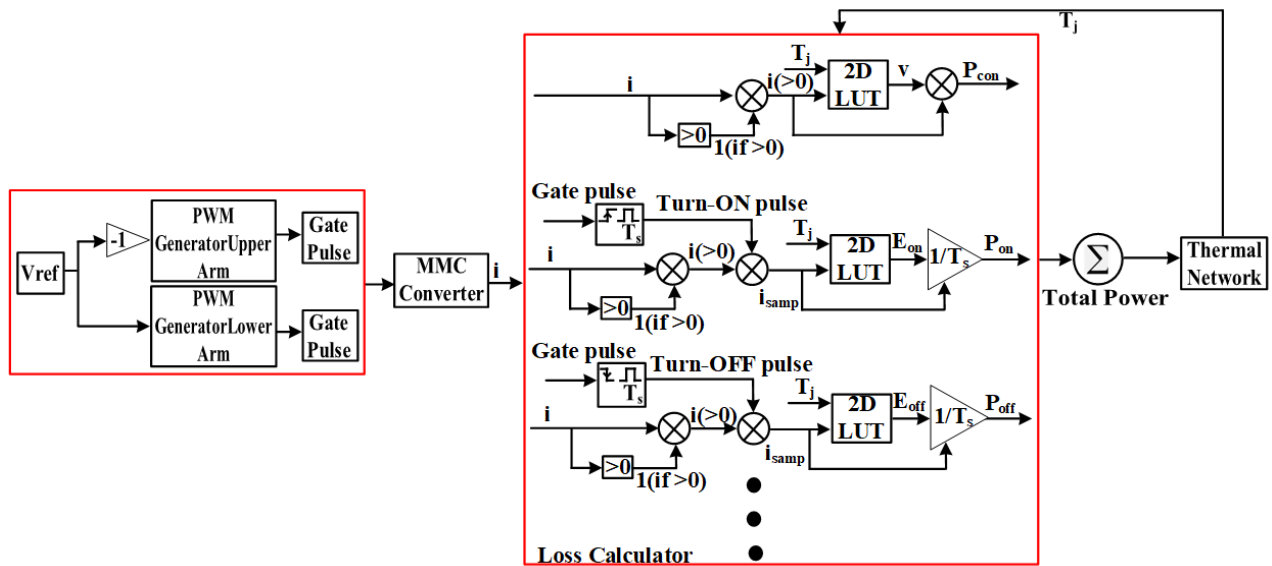 Vref
-1
PWM
GeneratorUpper
Arm
Gate
Pulse
PWM
GeneratorLower
Arm
Gate
Pulse
MMC
Converter
i
i
>0
1(if >0)
i(>0)
Tj
2D
LUT
v
Pcon
Gate pulse
Ts
Turn-ON pulse
i
>0
1(if >0)
i(>0)
isamp
Tj
2D
LUT
Eon
1/Ts
Pon
Gate pulse
Ts
Turn-OFF pulse
i
>0
1(if >0)
i(>0)
isamp
Tj
2D
LUT
Eoff
1/Ts
Poff
Loss Calculator
Σ
Total Power
Thermal
Network
Tj